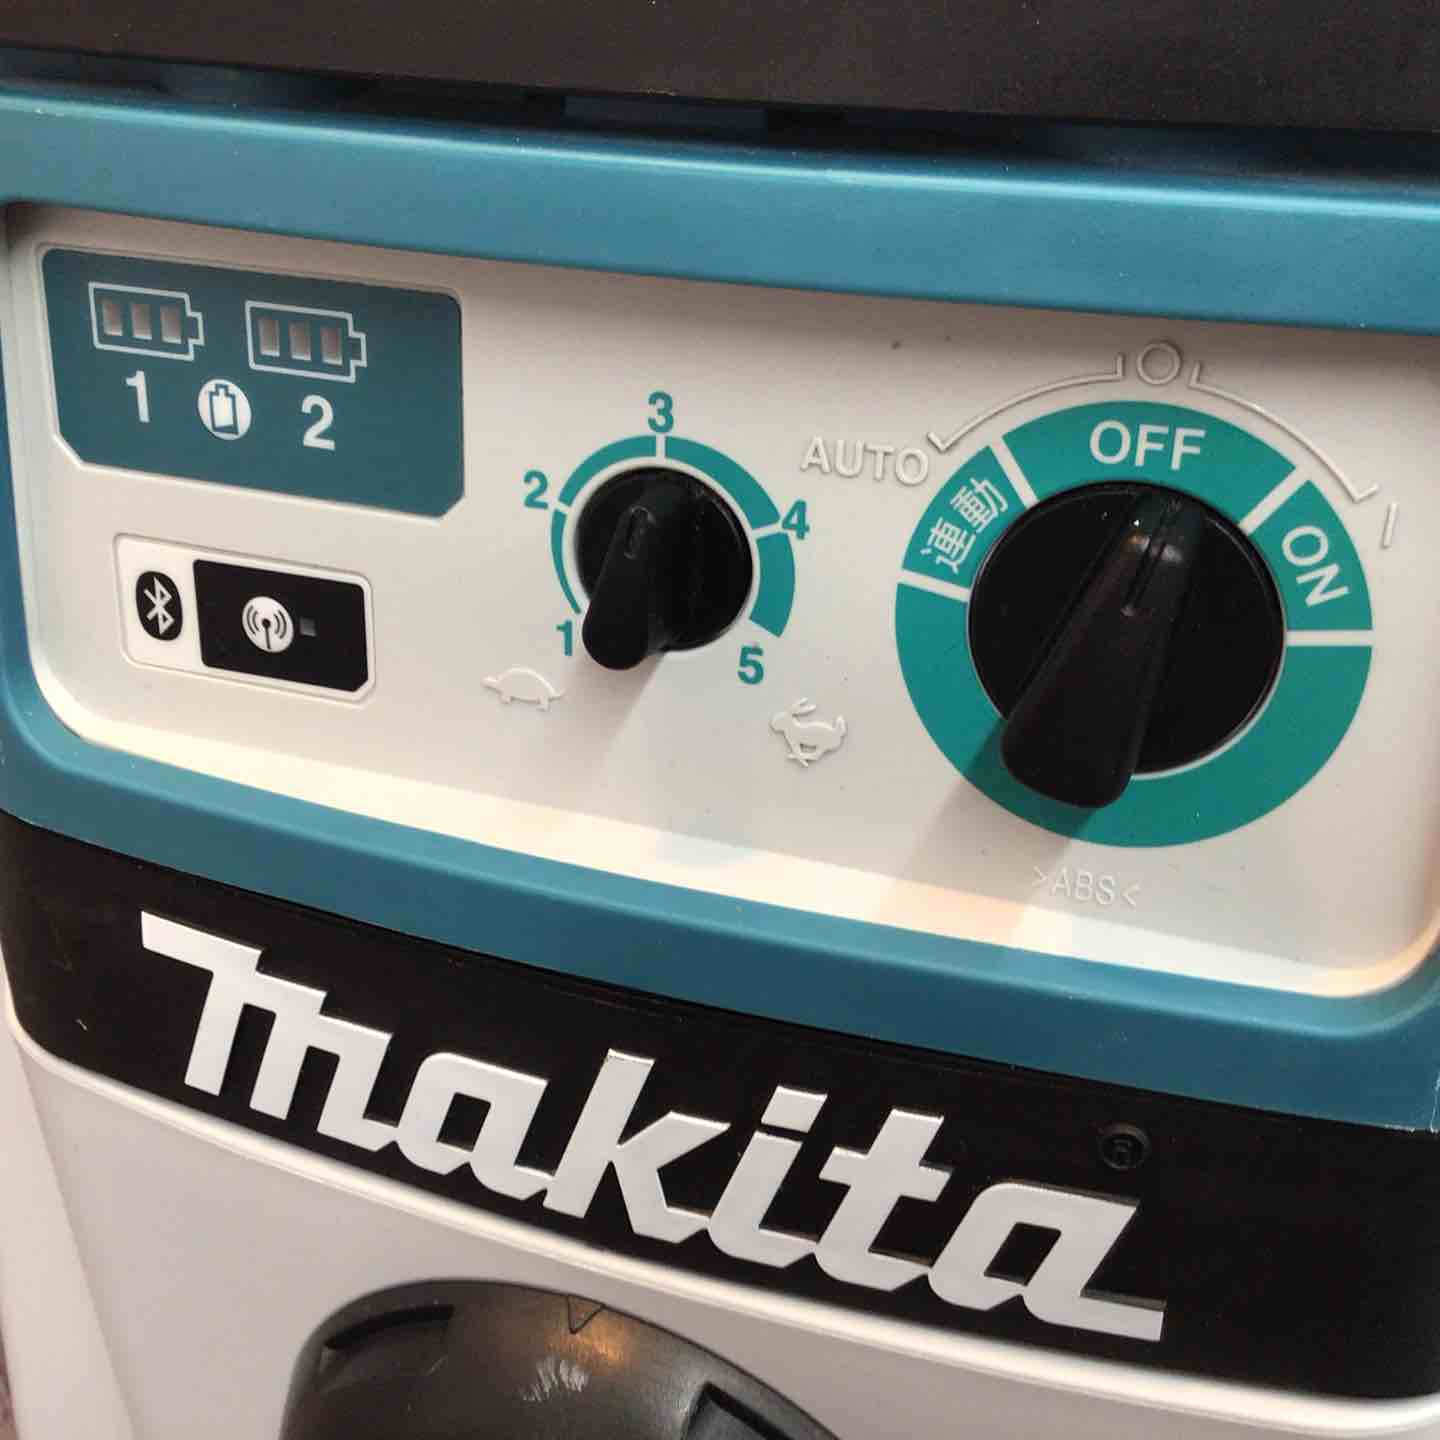 1 2
1
2
3
4
5
AUTO
連動
OFF
ON
I
>ABS<
makita
R